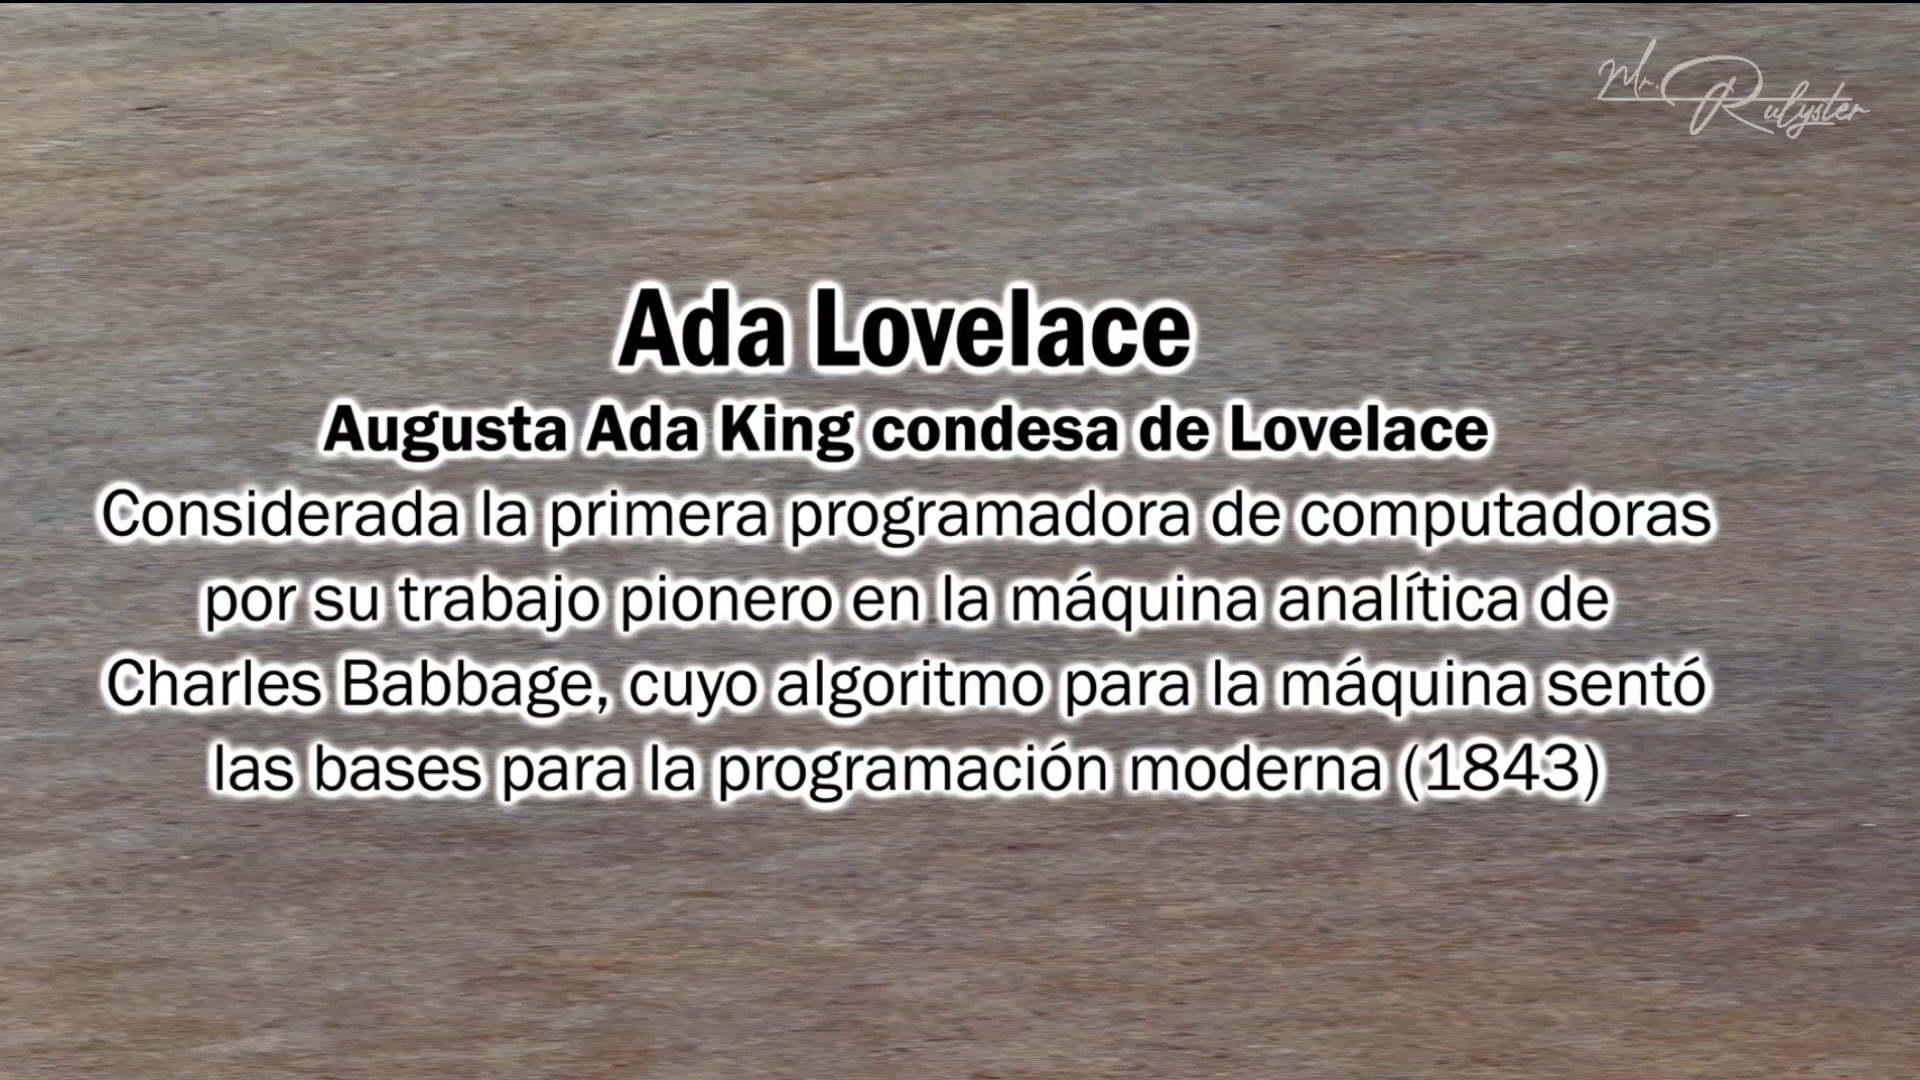 Mr. Rulyster
Ada Lovelace
Augusta Ada King condesa de Lovelace
Considerada la primera programadora de computadoras
por su trabajo pionero en la máquina analítica de
Charles Babbage, cuyo algoritmo para la máquina sentó
las bases para la programación moderna (1843)